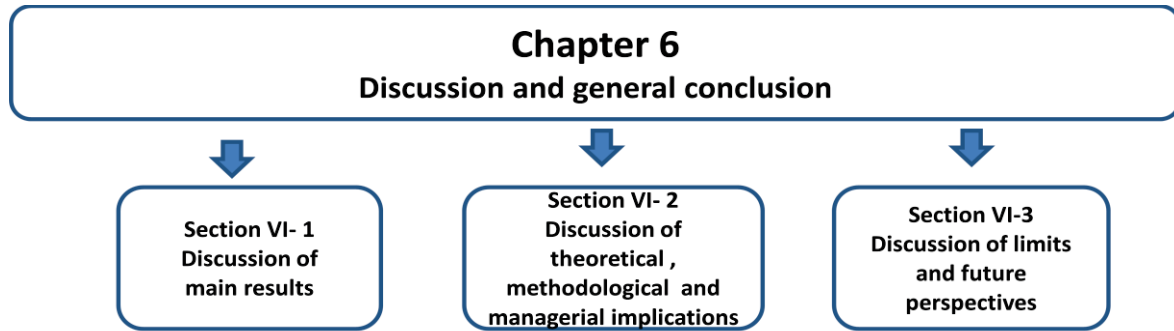 Chapter 6
Discussion and general conclusion
Section VI- 1
Discussion of
main results
Section VI- 2
Discussion of
theoretical ,
methodological and
managerial implications
Section VI-3
Discussion of limits
and future
perspectives